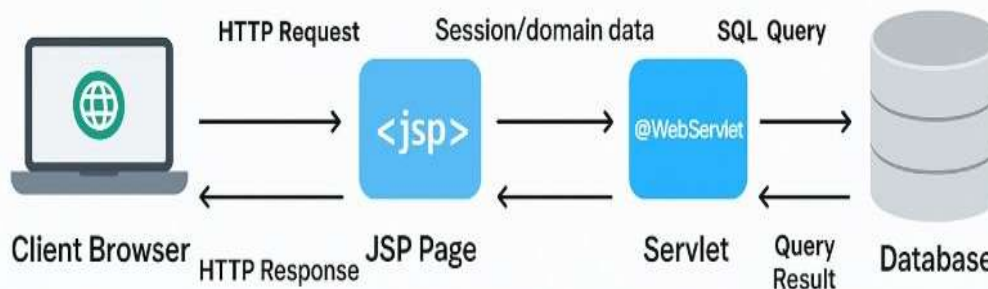 HTTP Request
Session/domain data
SQL Query
<jsp>
@WebServlet
Client Browser
HTTP Response
JSP Page
Servlet
Query
Result
Database